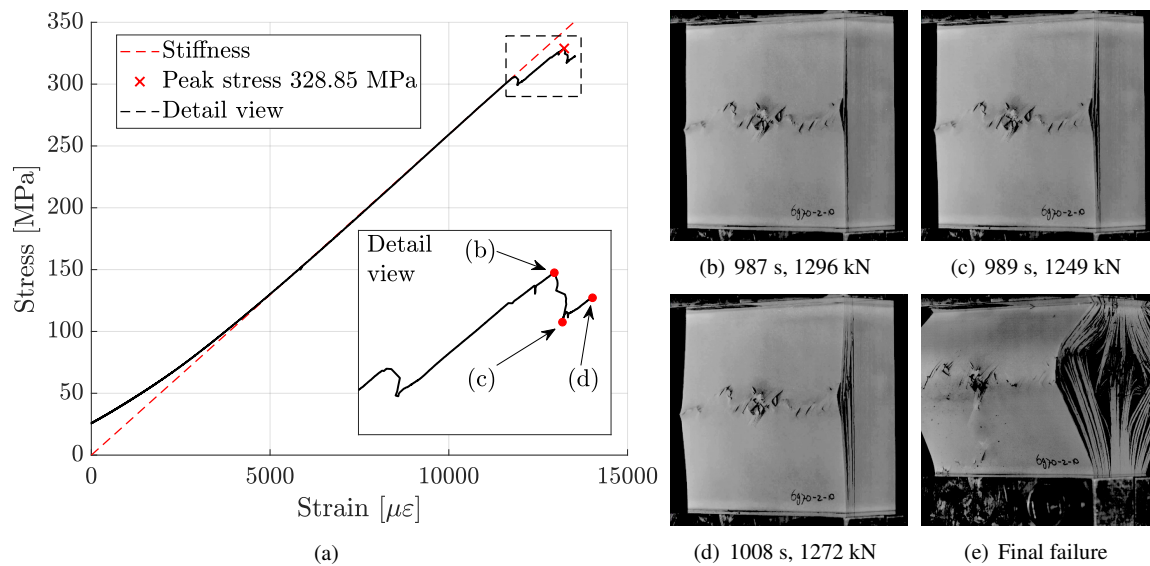 350
300
250
200
150
100
50
0
0
5000
10000
15000
Stress [MPa]
Strain [με]
Stiffness
Peak stress 328.85 MPa
Detail view
Detail
view
(b)
(c)
(d)
(a)
(b) 987 s, 1296 kN
(c) 989 s, 1249 kN
(d) 1008 s, 1272 kN
(e) Final failure